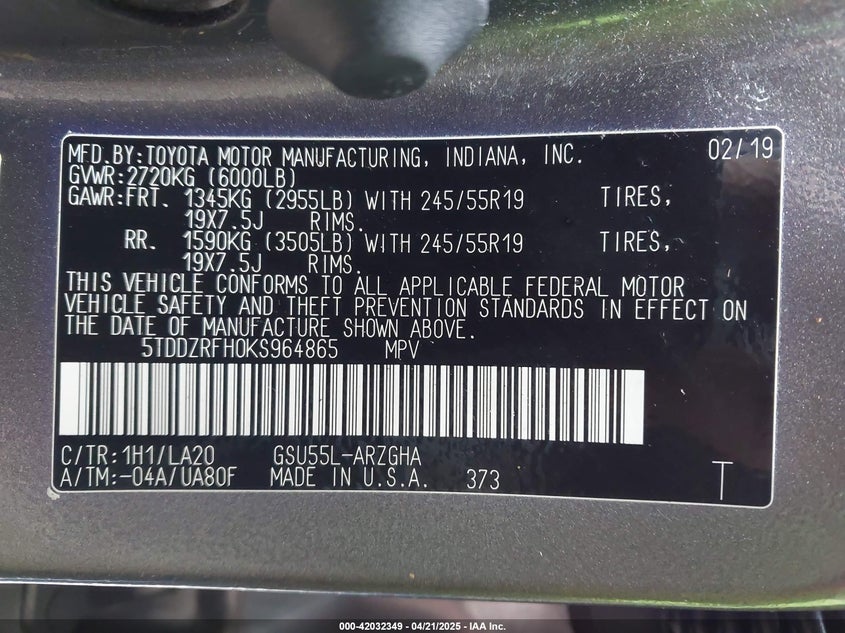 MFD.BY:TOYOTA MOTOR MANUFACTURING, INDIANA, INC. 02/19
GVWR:2720KG (6000LB)
GAWR:FRT. 1345KG (2955LB) WITH 245/55R19 TIRES,
19X7.5J RIMS.
RR. 1590KG (3505LB) WITH 245/55R19 TIRES,
19X7.5J RIMS.
THIS VEHICLE CONFORMS TO ALL APPLICABLE FEDERAL MOTOR
VEHICLE SAFETY AND THEFT PREVENTION STANDARDS IN EFFECT ON
THE DATE OF MANUFACTURE SHOWN ABOVE.
5TDDZRFH0KS964865 MPV
C/TR:1H1/LA20 GSU55L-ARZGHA
A/TM:-04A/UA80F MADE IN U.S.A. 373 T
000-42032349 - 04/21/2025 - IAA Inc.